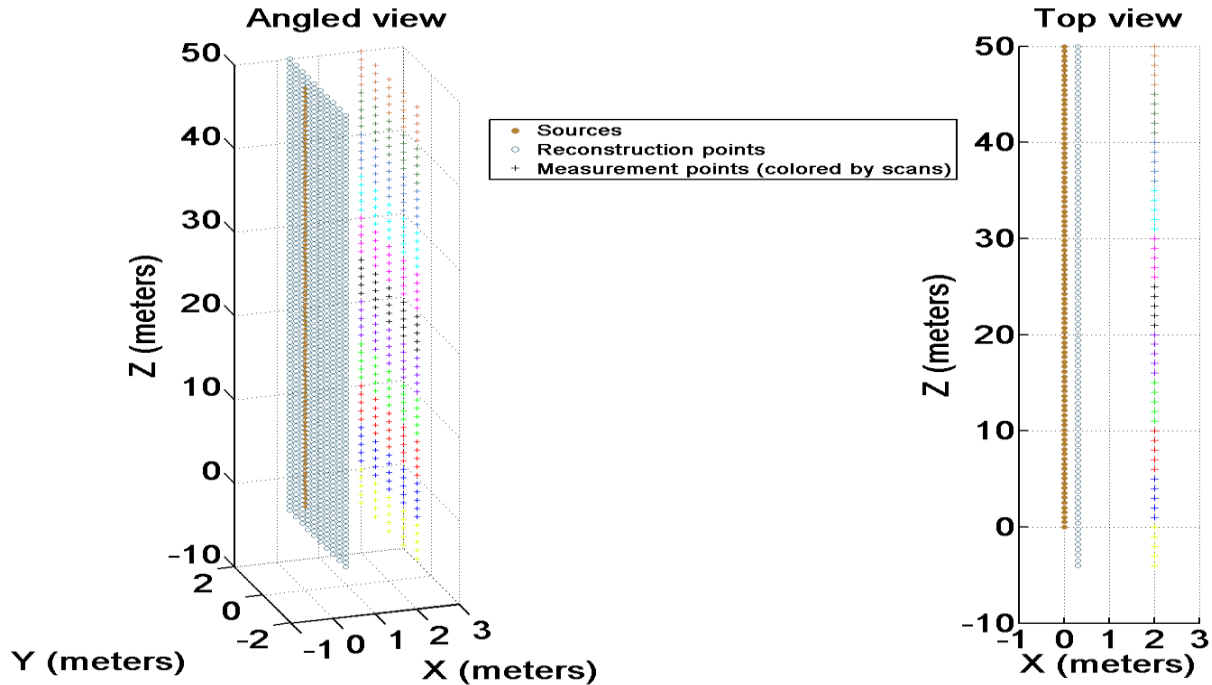 Angled view
50
40
30
20
10
0
−10
Z (meters)
2
0
−2
Y (meters)
−1
0
1
2
3
X (meters)
Sources
Reconstruction points
Measurement points (colored by scans)
Top view
50
40
30
20
10
0
−10
Z (meters)
−1
0
1
2
3
X (meters)